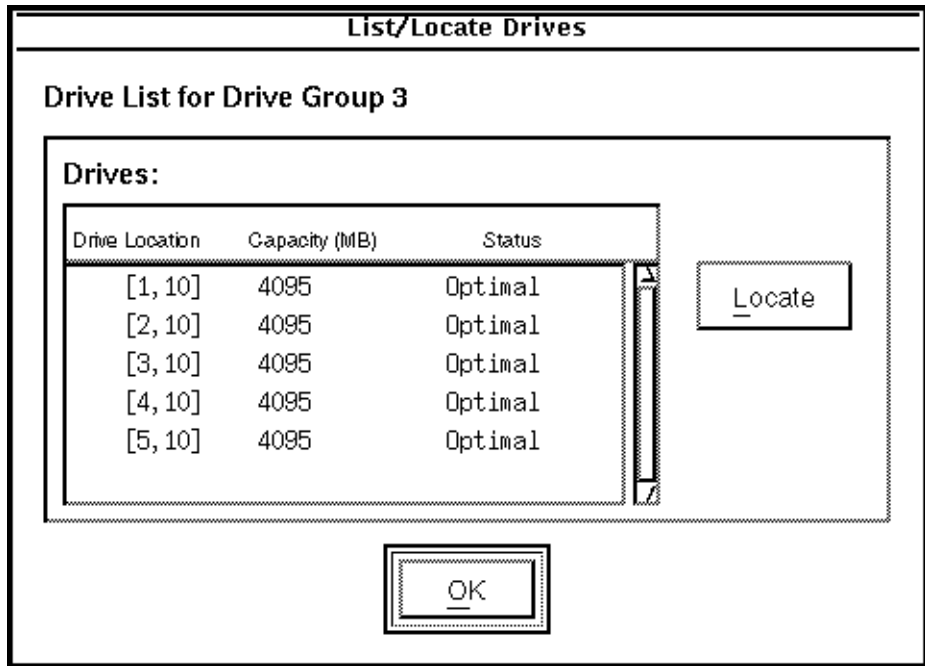 List/Locate Drives
Drive List for Drive Group 3
Drives:
Drive Location Capacity (MB) Status
[1, 10] 4095 Optimal
[2, 10] 4095 Optimal
[3, 10] 4095 Optimal
[4, 10] 4095 Optimal
[5, 10] 4095 Optimal
Locate
OK